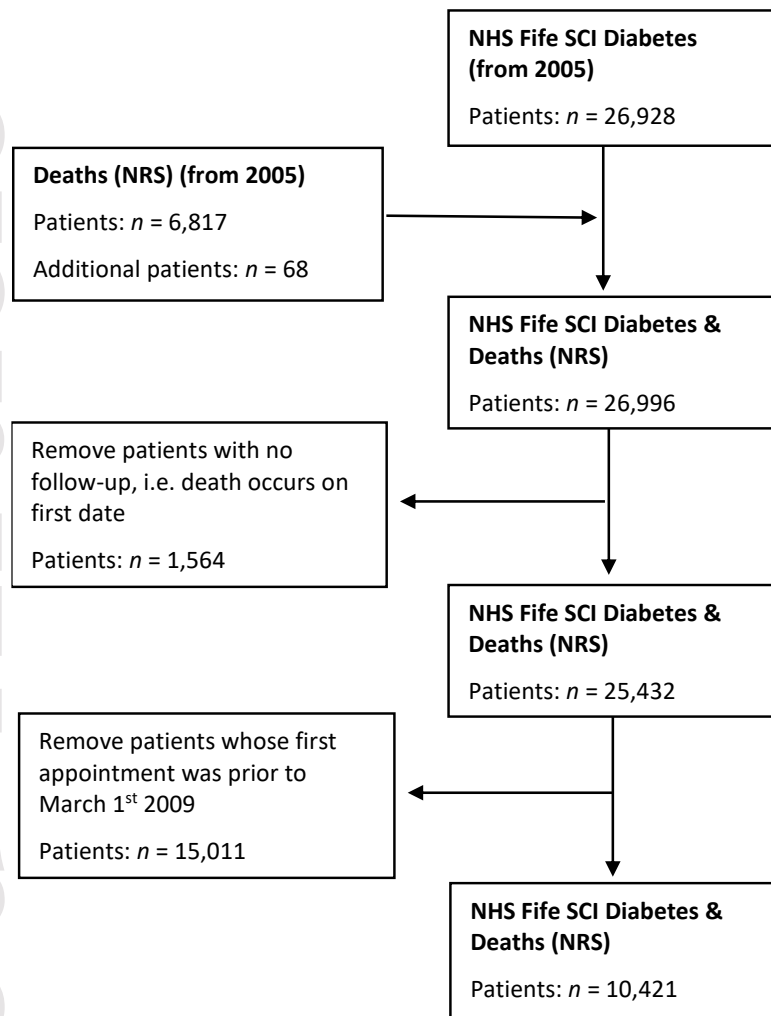 NHS Fife SCI Diabetes
(from 2005)
Patients: n = 26,928
Deaths (NRS) (from 2005)
Patients: n = 6,817
Additional patients: n = 68
NHS Fife SCI Diabetes &
Deaths (NRS)
Patients: n = 26,996
Remove patients with no
follow-up, i.e. death occurs on
first date
Patients: n = 1,564
NHS Fife SCI Diabetes &
Deaths (NRS)
Patients: n = 25,432
Remove patients whose first
appointment was prior to
March 1st 2009
Patients: n = 15,011
NHS Fife SCI Diabetes &
Deaths (NRS)
Patients: n = 10,421